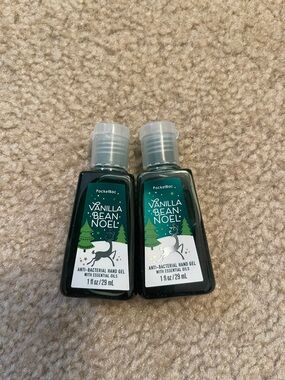 PocketBac
VANILLA
BEAN
NOEL
ANTI-BACTERIAL HAND GEL
WITH ESSENTIAL OILS
1 fl oz / 29 mL
PocketBac
VANILLA
BEAN
NOEL
ANTI-BACTERIAL HAND GEL
WITH ESSENTIAL OILS
1 fl oz / 29 mL